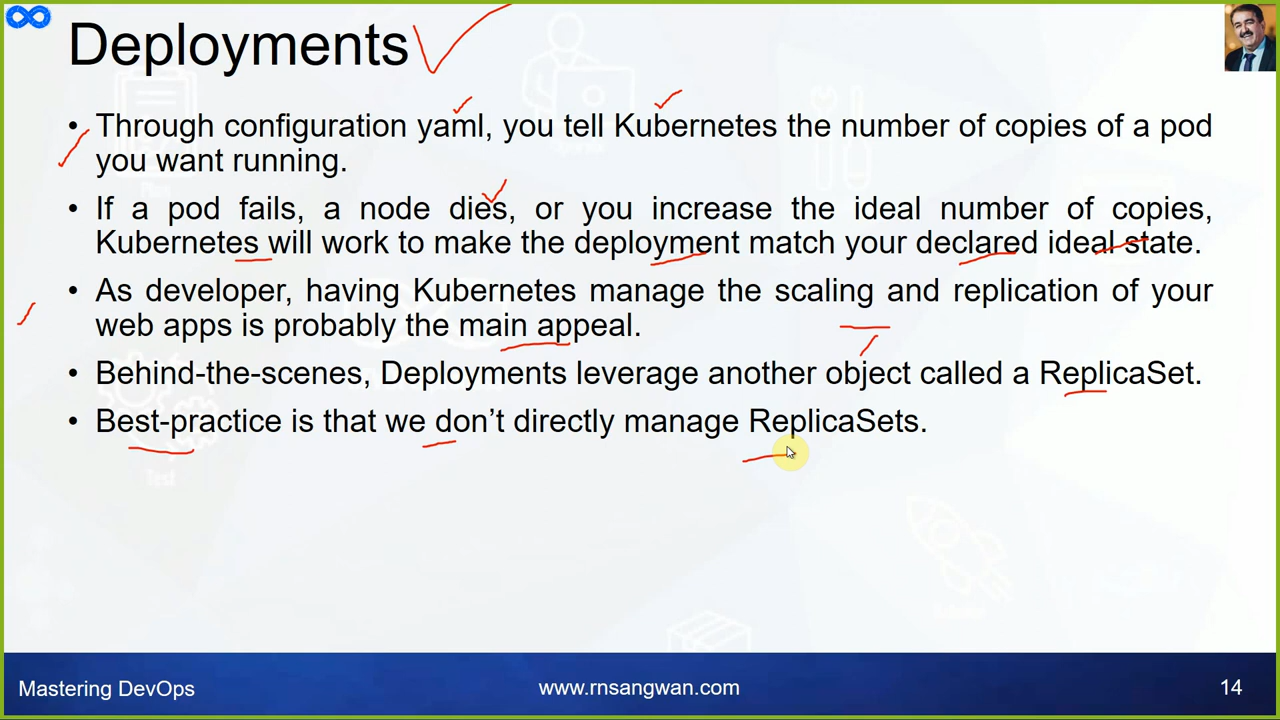 Deployments
• Through configuration yaml, you tell Kubernetes the number of copies of a pod
you want running.
• If a pod fails, a node dies, or you increase the ideal number of copies,
Kubernetes will work to make the deployment match your declared ideal state.
• As developer, having Kubernetes manage the scaling and replication of your
web apps is probably the main appeal.
• Behind-the-scenes, Deployments leverage another object called a ReplicaSet.
• Best-practice is that we don’t directly manage ReplicaSets.
Test
Mastering DevOps
www.rnsangwan.com
14